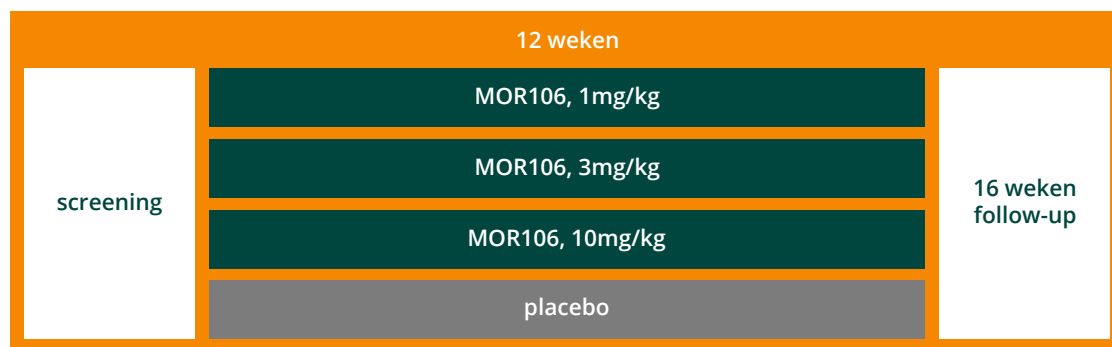 12 weken
screening
MOR106, 1mg/kg
MOR106, 3mg/kg
MOR106, 10mg/kg
placebo
16 weken
follow-up